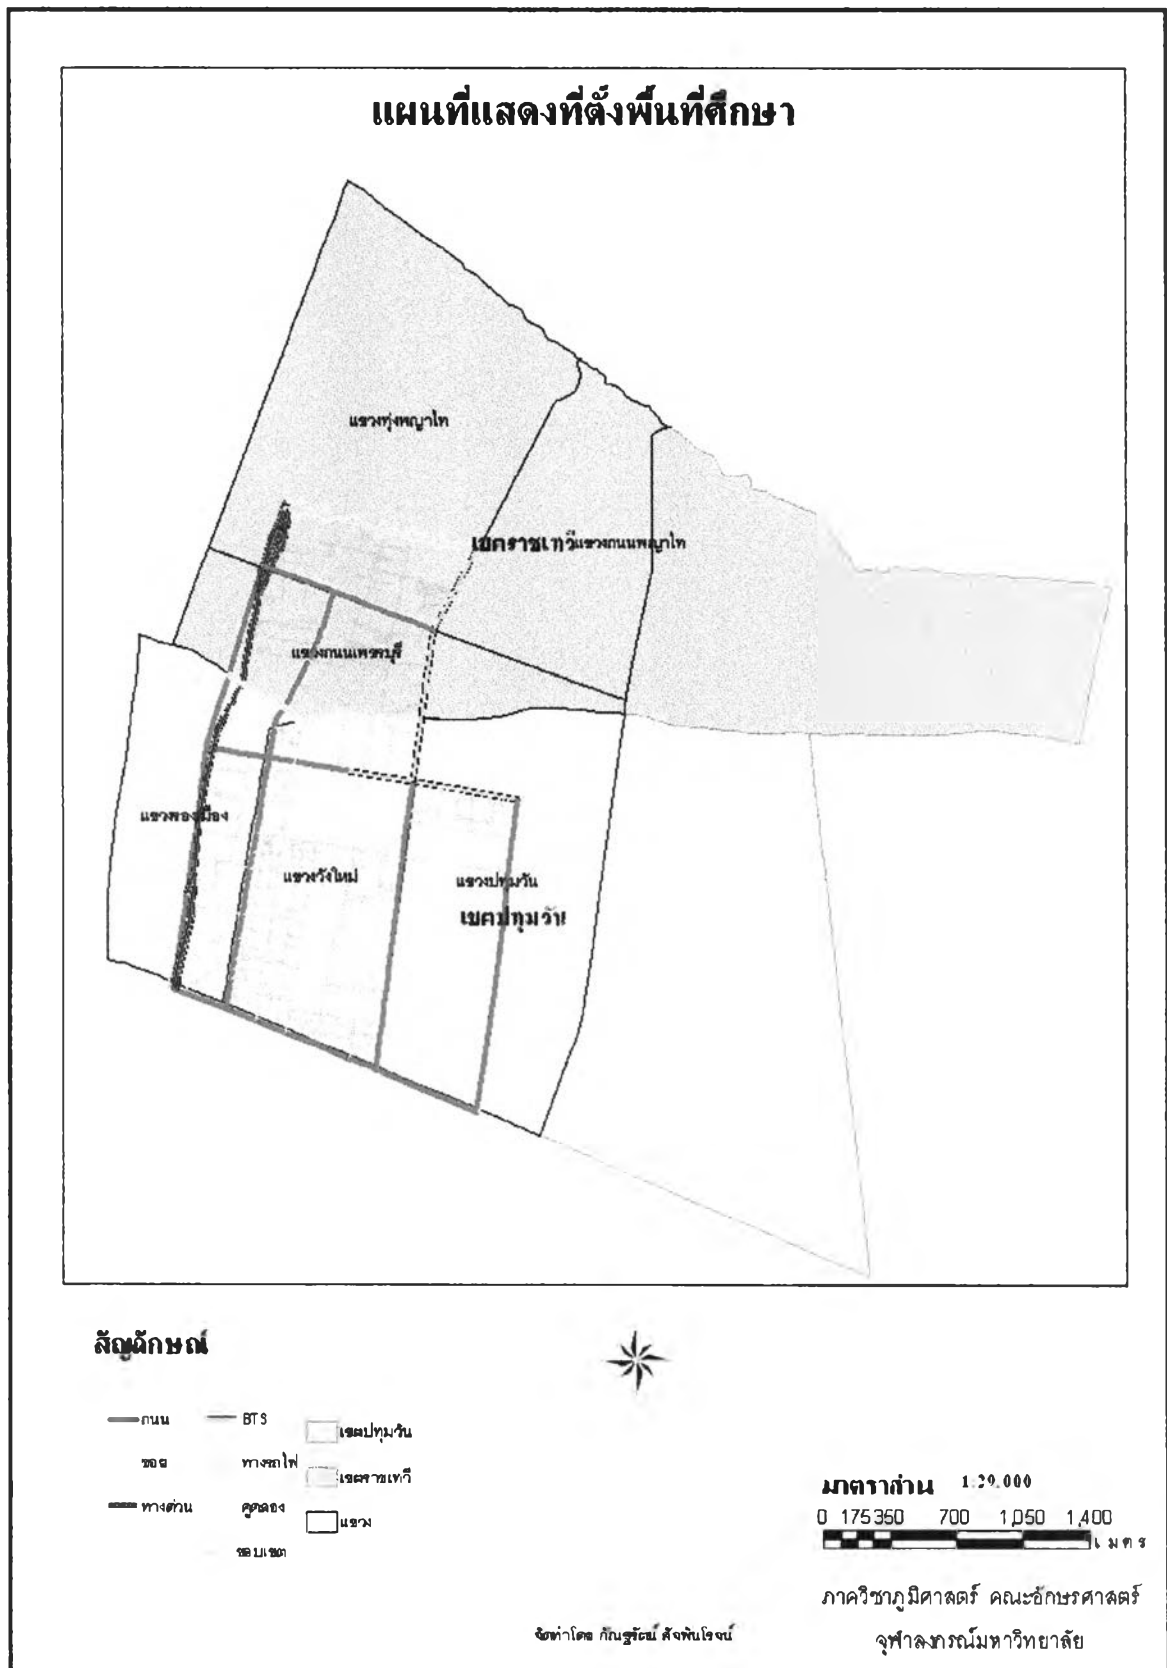 แผนที่แสดงที่ตั้งพื้นที่ศึกษา
แขวงทุ่งพญาไท
เขตราชเทวี
แขวงถนนพญาไท
แขวงถนนเพชรบุรี
แขวงรองเมือง
แขวงวังใหม่
แขวงปทุมวัน
เขตปทุมวัน
สัญลักษณ์
ถนน
BTS
เขตปทุมวัน
ซอย
ทางรถไฟ
เขตราชเทวี
ทางด่วน
คูคลอง
แขวง
ขอบเขต
มาตราส่วน 1:29,000
0 175 350 700 1,050 1,400
เมตร
ภาควิชาภูมิศาสตร์ คณะอักษรศาสตร์
จุฬาลงกรณ์มหาวิทยาลัย
จัดทำโดย